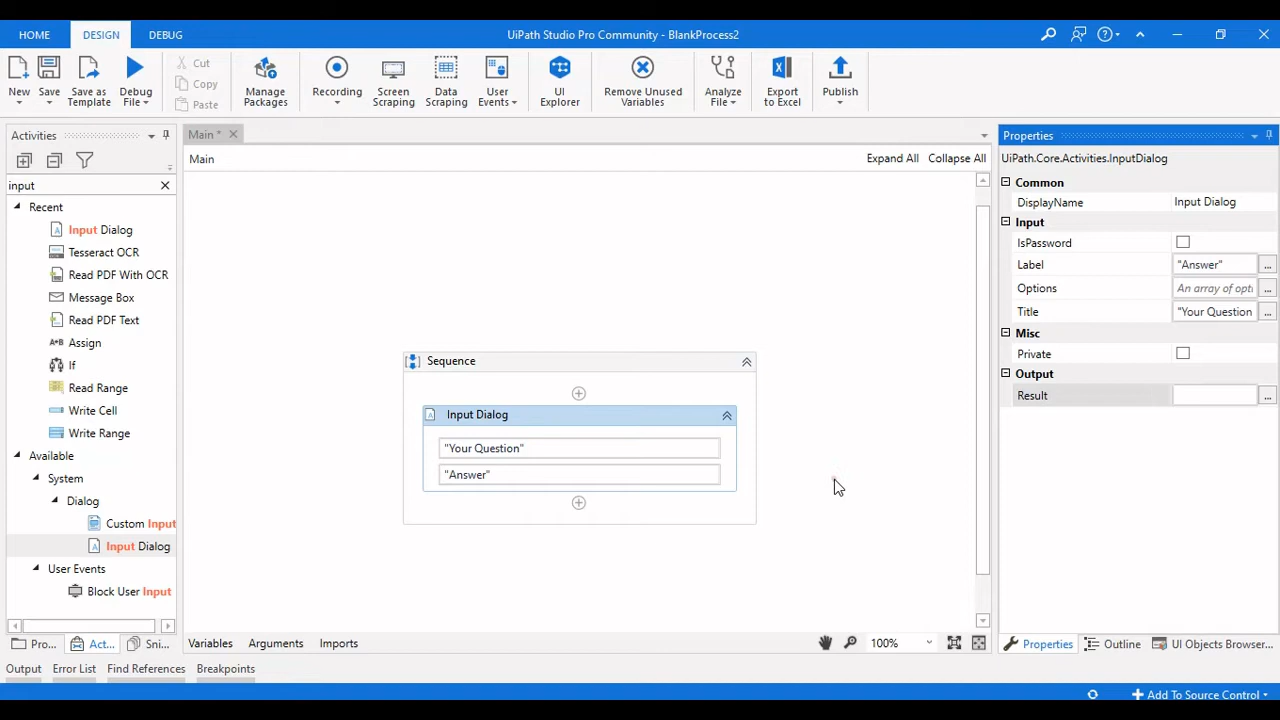 HOME DESIGN DEBUG UiPath Studio Pro Community - BlankProcess2
New Save Save as Template Debug File Cut Copy Paste Manage Packages Recording Screen Scraping Data Scraping User Events UI Explorer Remove Unused Variables Analyze File Export to Excel Publish
Activities
input
Recent
Input Dialog
Tesseract OCR
Read PDF With OCR
Message Box
Read PDF Text
A+B Assign
If
Read Range
Write Cell
Write Range
Available
System
Dialog
Custom Input
Input Dialog
User Events
Block User Input
Pro... Act... Sni...
Main *
Main Expand All Collapse All
Sequence
Input Dialog
"Your Question"
"Answer"
Variables Arguments Imports 100%
Properties
UiPath.Core.Activities.InputDialog
Common
DisplayName Input Dialog
Input
IsPassword
Label "Answer" ...
Options An array of opti ...
Title "Your Question ...
Misc
Private
Output
Result ...
Properties Outline UI Objects Browser...
Output Error List Find References Breakpoints
Add To Source Control